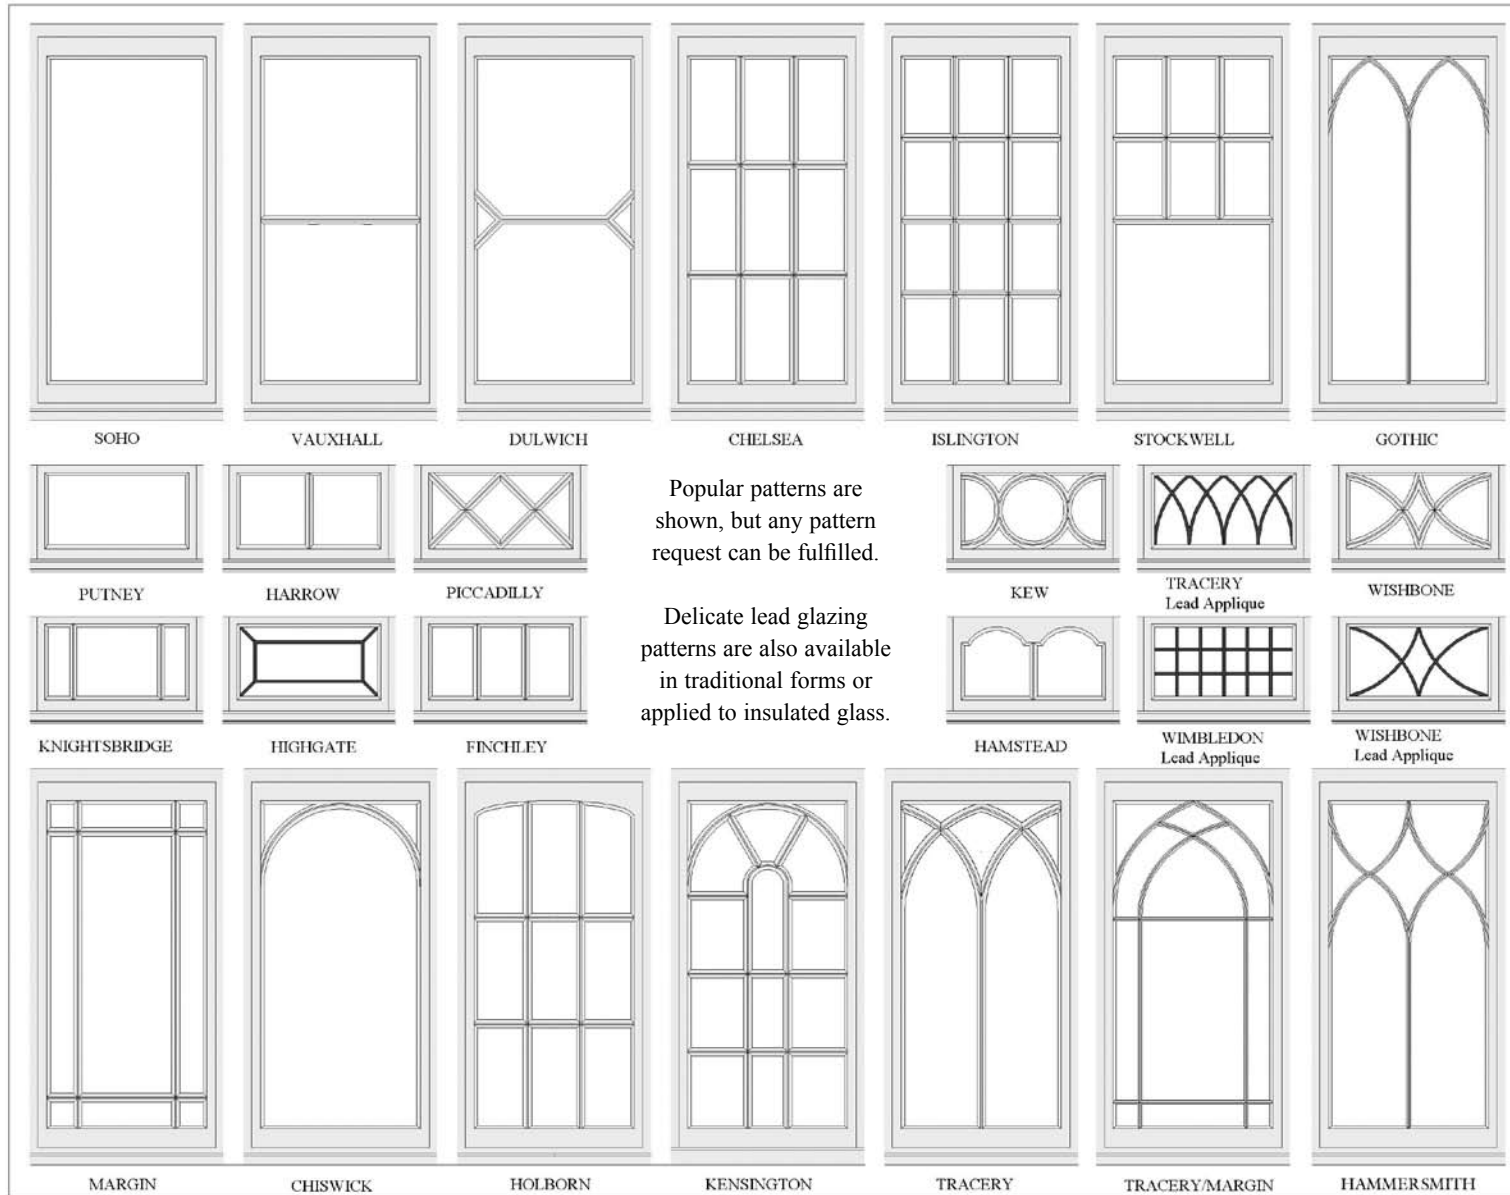 SOHO
VAUXHALL
DULWICH
CHELSEA
ISLINGTON
STOCKWELL
GOTHIC
Popular patterns are
shown, but any pattern
request can be fulfilled.
PUTNEY
HARROW
PICCADILLY
KEW
TRACERY
Lead Applique
WISHBONE
Delicate lead glazing
patterns are also available
in traditional forms or
applied to insulated glass.
KNIGHTSBRIDGE
HIGHGATE
FINCHLEY
HAMSTEAD
WIMBLEDON
Lead Applique
WISHBONE
Lead Applique
MARGIN
CHISWICK
HOLBORN
KENSINGTON
TRACERY
TRACERY/MARGIN
HAMMERSMITH